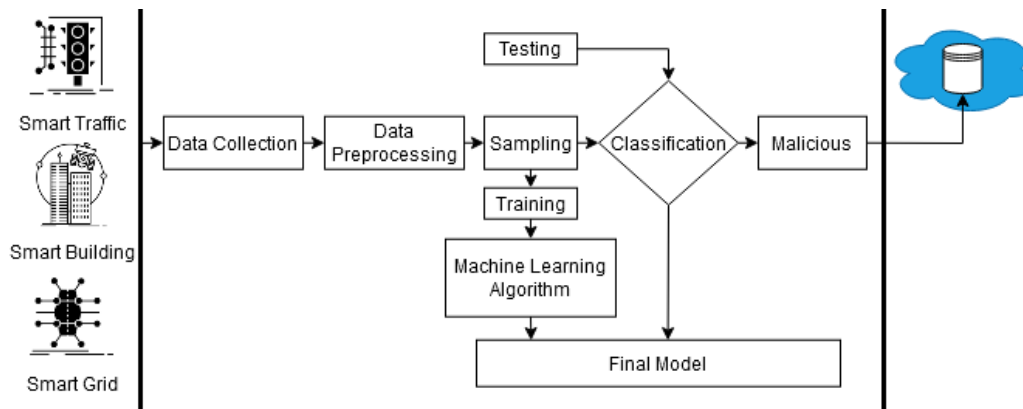 Smart Traffic
Smart Building
Smart Grid
Data Collection
Data
Preprocessing
Sampling
Testing
Classification
Malicious
Training
Machine Learning
Algorithm
Final Model